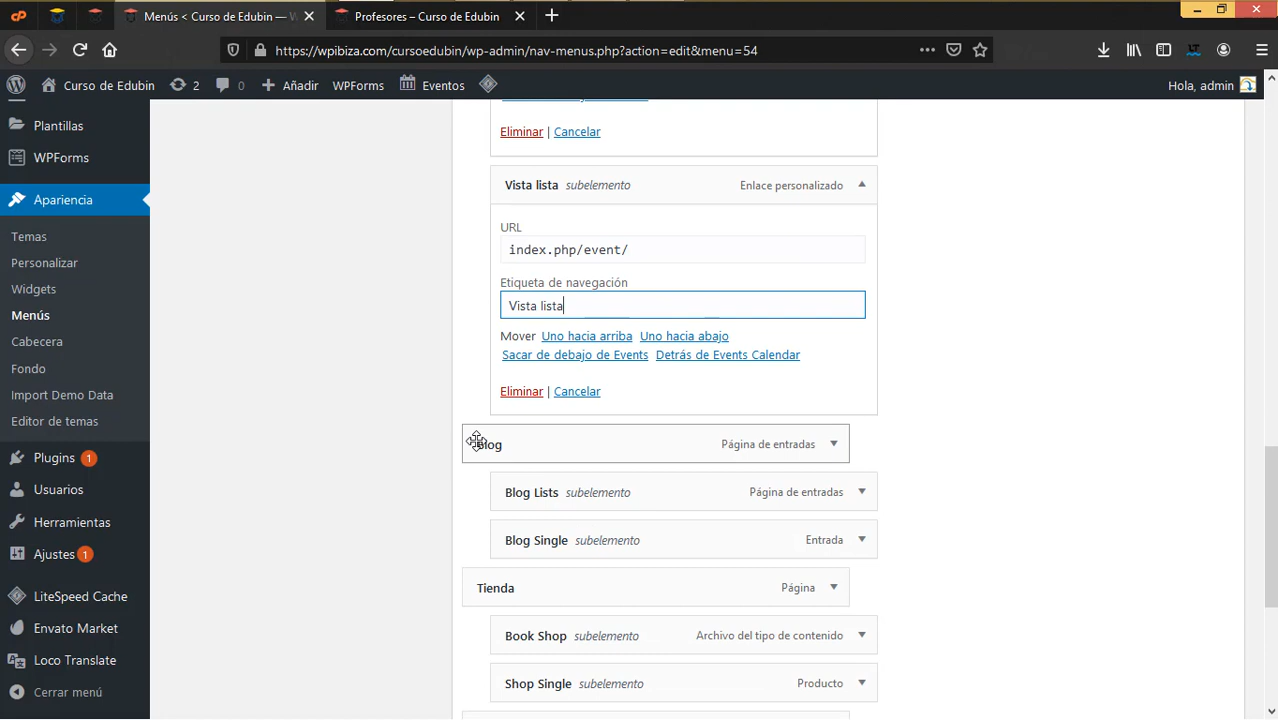 Menús < Curso de Edubin — W
Profesores – Curso de Edubin
https://wpibiza.com/cursoedubin/wp-admin/nav-menus.php?action=edit&menu=54
Curso de Edubin
2
0
Añadir
WPForms
Eventos
Hola, admin
Plantillas
WPForms
Apariencia
Temas
Personalizar
Widgets
Menús
Cabecera
Fondo
Import Demo Data
Editor de temas
Plugins 1
Usuarios
Herramientas
Ajustes 1
LiteSpeed Cache
Envato Market
Loco Translate
Cerrar menú
Eliminar | Cancelar
Vista lista subelemento Enlace personalizado
URL
index.php/event/
Etiqueta de navegación
Vista lista
Mover Uno hacia arriba Uno hacia abajo
Sacar de debajo de Events Detrás de Events Calendar
Eliminar | Cancelar
Blog Página de entradas
Blog Lists subelemento Página de entradas
Blog Single subelemento Entrada
Tienda Página
Book Shop subelemento Archivo del tipo de contenido
Shop Single subelemento Producto